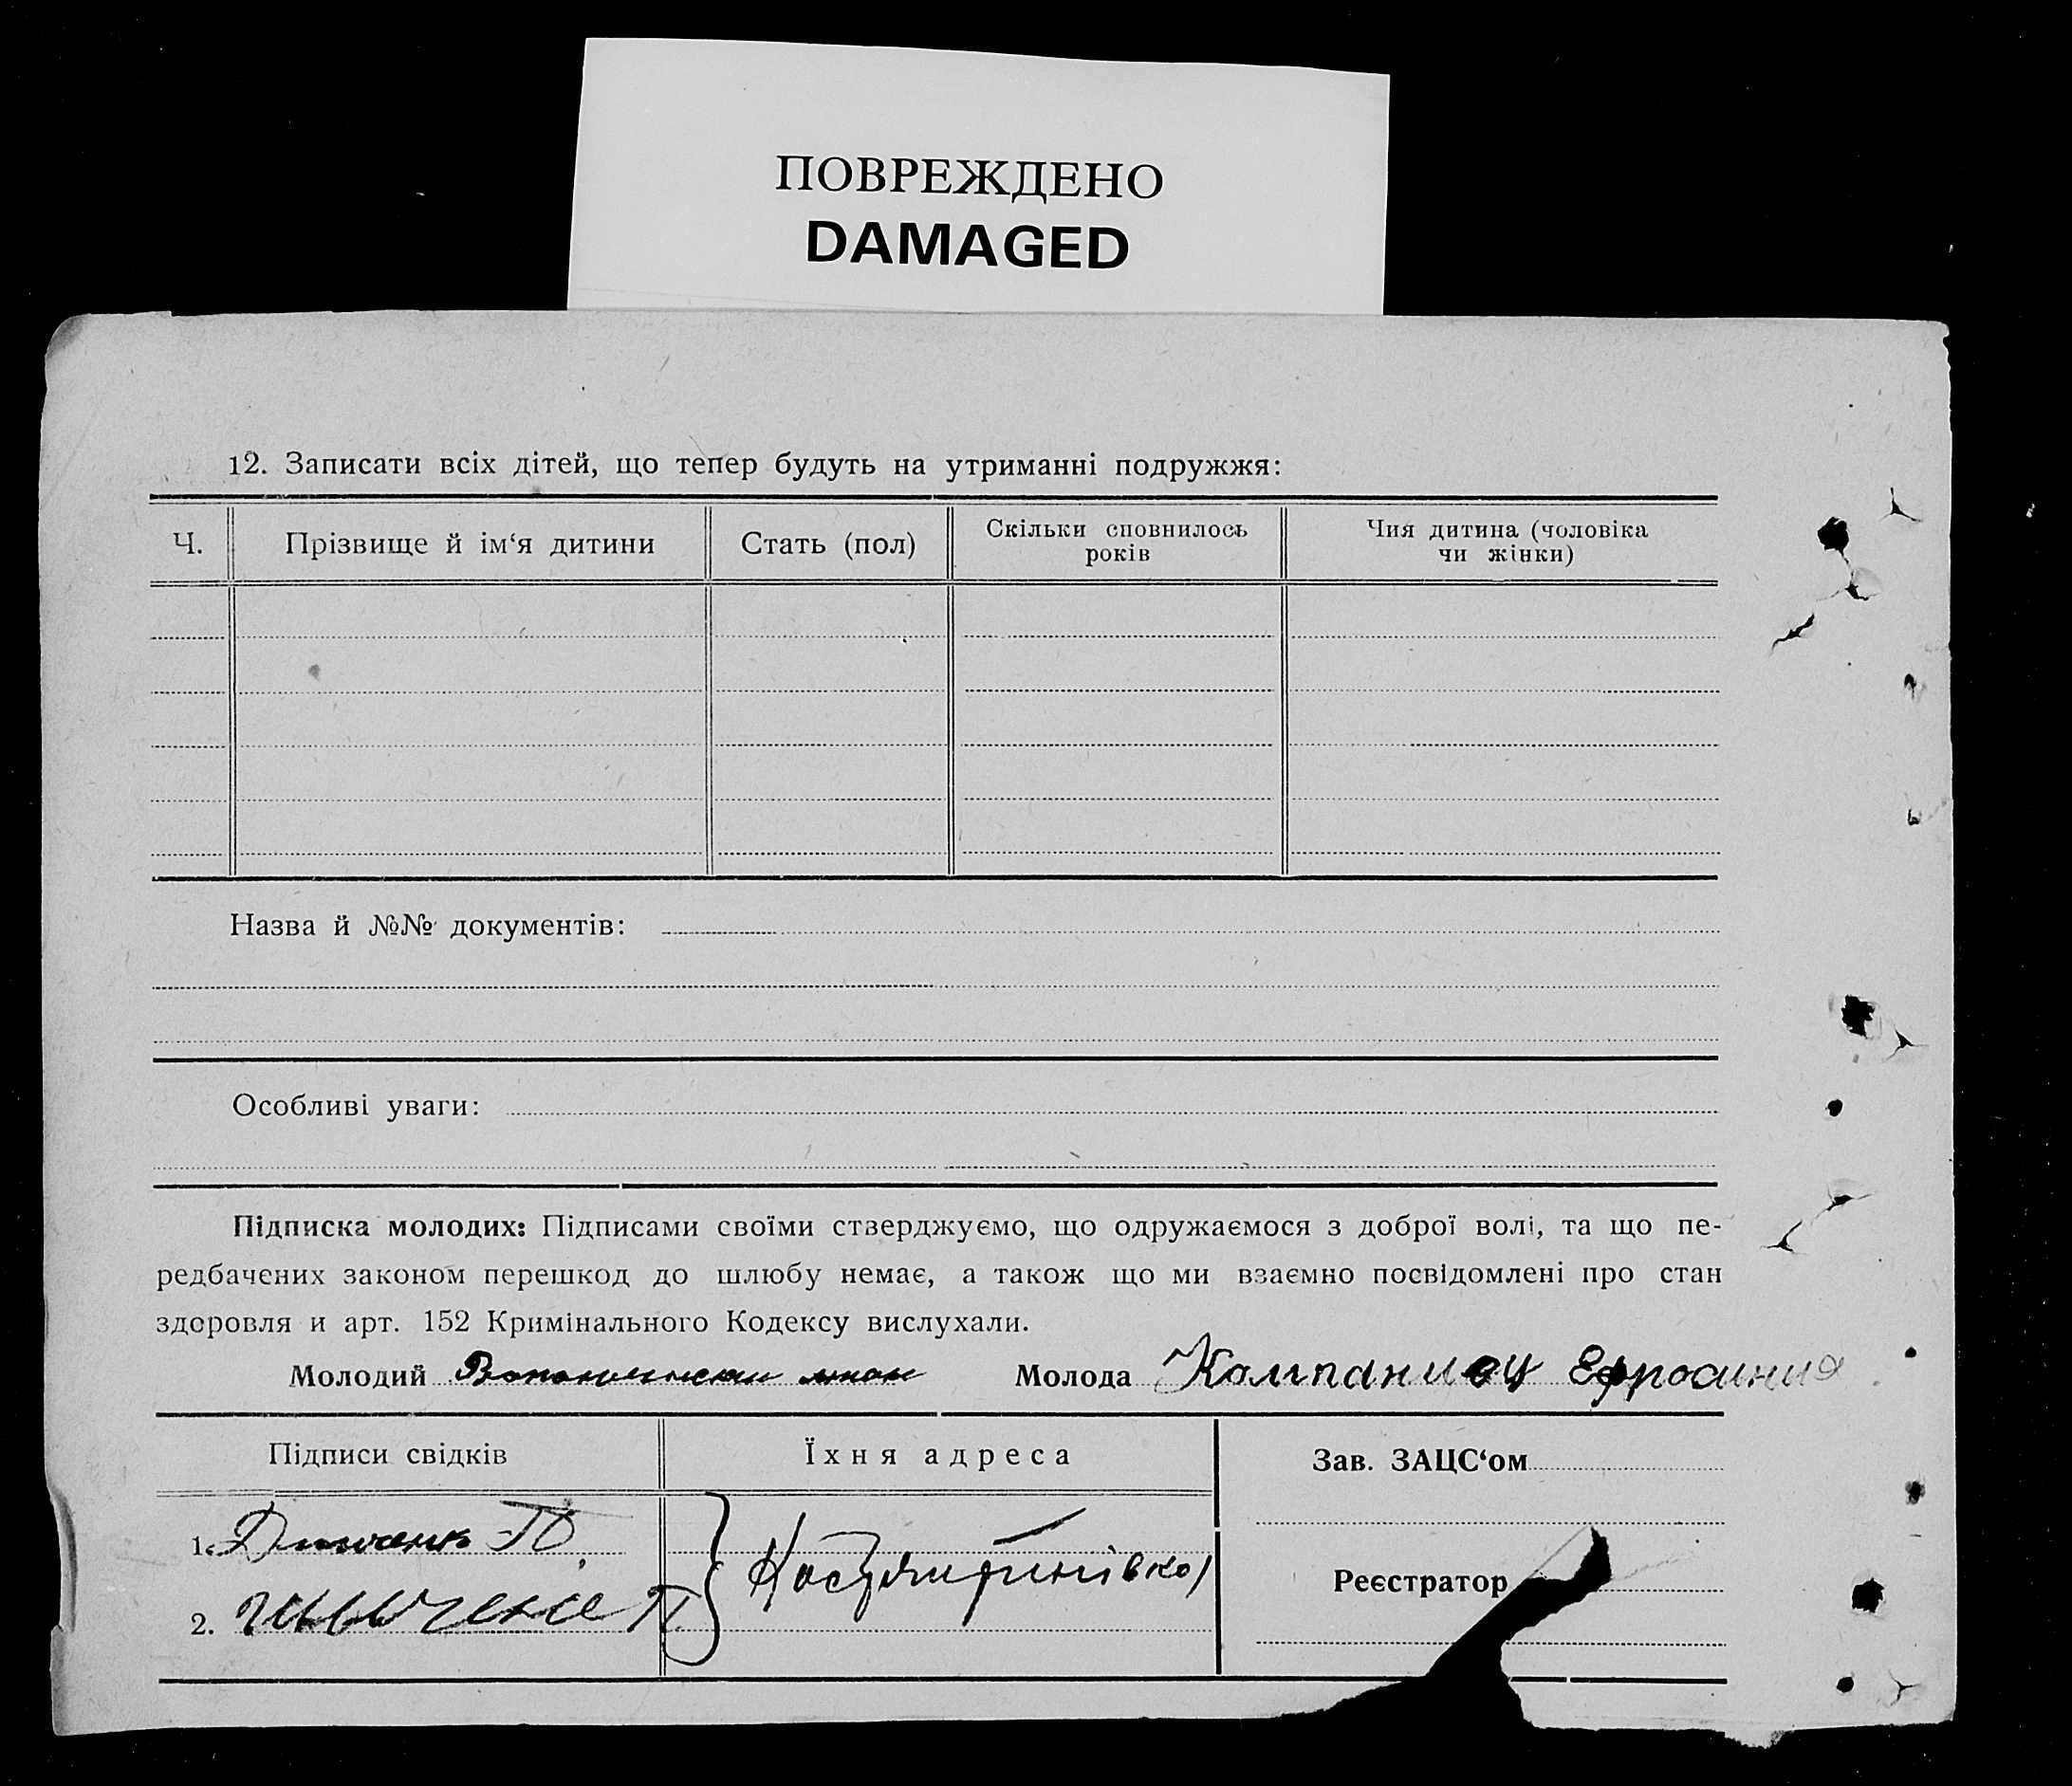 ПОВРЕЖДЕНО
DAMAGED
12. Записати всіх дітей, що тепер будуть на утриманні подружжя:
Ч. Прізвище й ім‘я дитини Стать (пол) Скільки сповнилось років Чия дитина (чоловіка чи жінки)
Назва й №№ документів:
Особливі уваги:
Підписка молодих: Підписами своїми стверджуємо, що одружаємося з доброї волі, та що пе-
редбачених законом перешкод до шлюбу немає, а також що ми взаємно посвідомлені про стан
здоровля и арт. 152 Кримінального Кодексу вислухали.
Молодий Молода Компаниец Ефросиния
Підписи свідків Їхня адреса Зав. ЗАЦС‘ом
1. П.
Костянтинівка
Реєстратор
2. П.